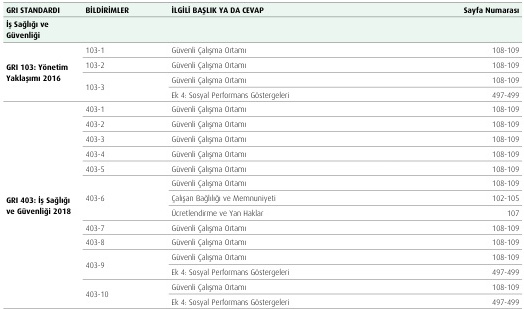 GRI STANDARDI BİLDİRİMLER İLGİLİ BAŞLIK YA DA CEVAP Sayfa Numarası
İş Sağlığı ve
Güvenliği
GRI 103: Yönetim
Yaklaşımı 2016
103-1 Güvenli Çalışma Ortamı 108-109
103-2 Güvenli Çalışma Ortamı 108-109
103-3 Güvenli Çalışma Ortamı 108-109
Ek 4: Sosyal Performans Göstergeleri 497-499
GRI 403: İş Sağlığı
ve Güvenliği 2018
403-1 Güvenli Çalışma Ortamı 108-109
403-2 Güvenli Çalışma Ortamı 108-109
403-3 Güvenli Çalışma Ortamı 108-109
403-4 Güvenli Çalışma Ortamı 108-109
403-5 Güvenli Çalışma Ortamı 108-109
403-6 Güvenli Çalışma Ortamı 108-109
Çalışan Bağlılığı ve Memnuniyeti 102-105
Ücretlendirme ve Yan Haklar 107
403-7 Güvenli Çalışma Ortamı 108-109
403-8 Güvenli Çalışma Ortamı 108-109
403-9 Güvenli Çalışma Ortamı 108-109
Ek 4: Sosyal Performans Göstergeleri 497-499
403-10 Güvenli Çalışma Ortamı 108-109
Ek 4: Sosyal Performans Göstergeleri 497-499